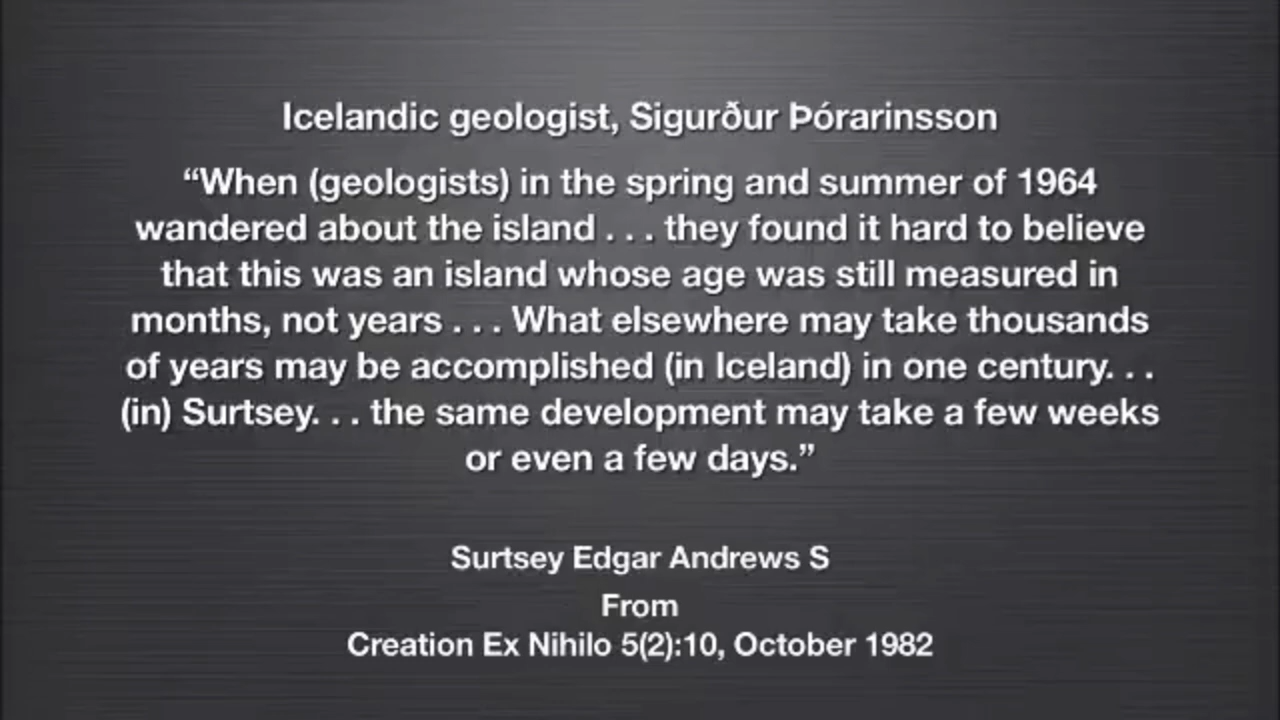 Icelandic geologist, Sigurður Þórarinsson
“When (geologists) in the spring and summer of 1964
wandered about the island . . . they found it hard to believe
that this was an island whose age was still measured in
months, not years . . . What elsewhere may take thousands
of years may be accomplished (in Iceland) in one century. . .
(in) Surtsey. . . the same development may take a few weeks
or even a few days.”
Surtsey Edgar Andrews S
From
Creation Ex Nihilo 5(2):10, October 1982